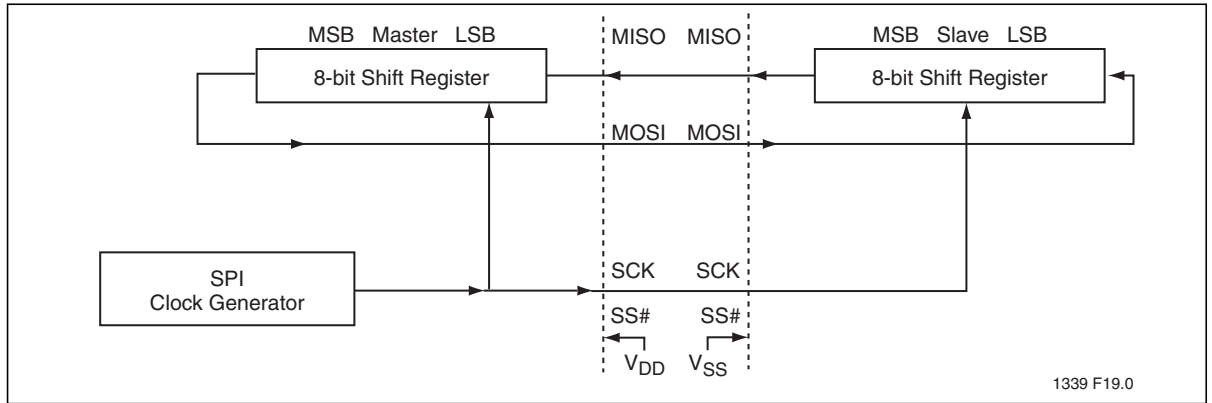 MSB Master LSB
MISO MISO
MSB Slave LSB
8-bit Shift Register
8-bit Shift Register
MOSI MOSI
SPI
Clock Generator
SCK SCK
SS# SS#
VDD VSS
1339 F19.0